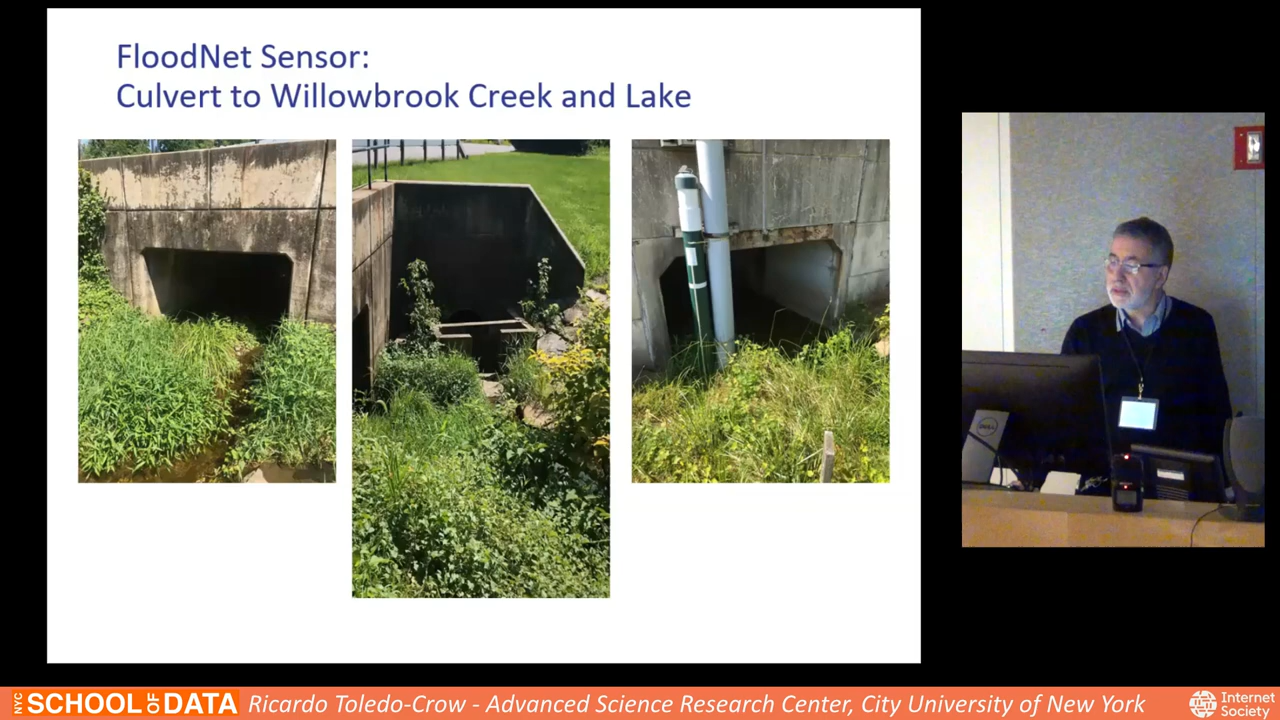 FloodNet Sensor:
Culvert to Willowbrook Creek and Lake
DELL
NYC SCHOOL OF DATA
Ricardo Toledo-Crow - Advanced Science Research Center, City University of New York
Internet
Society